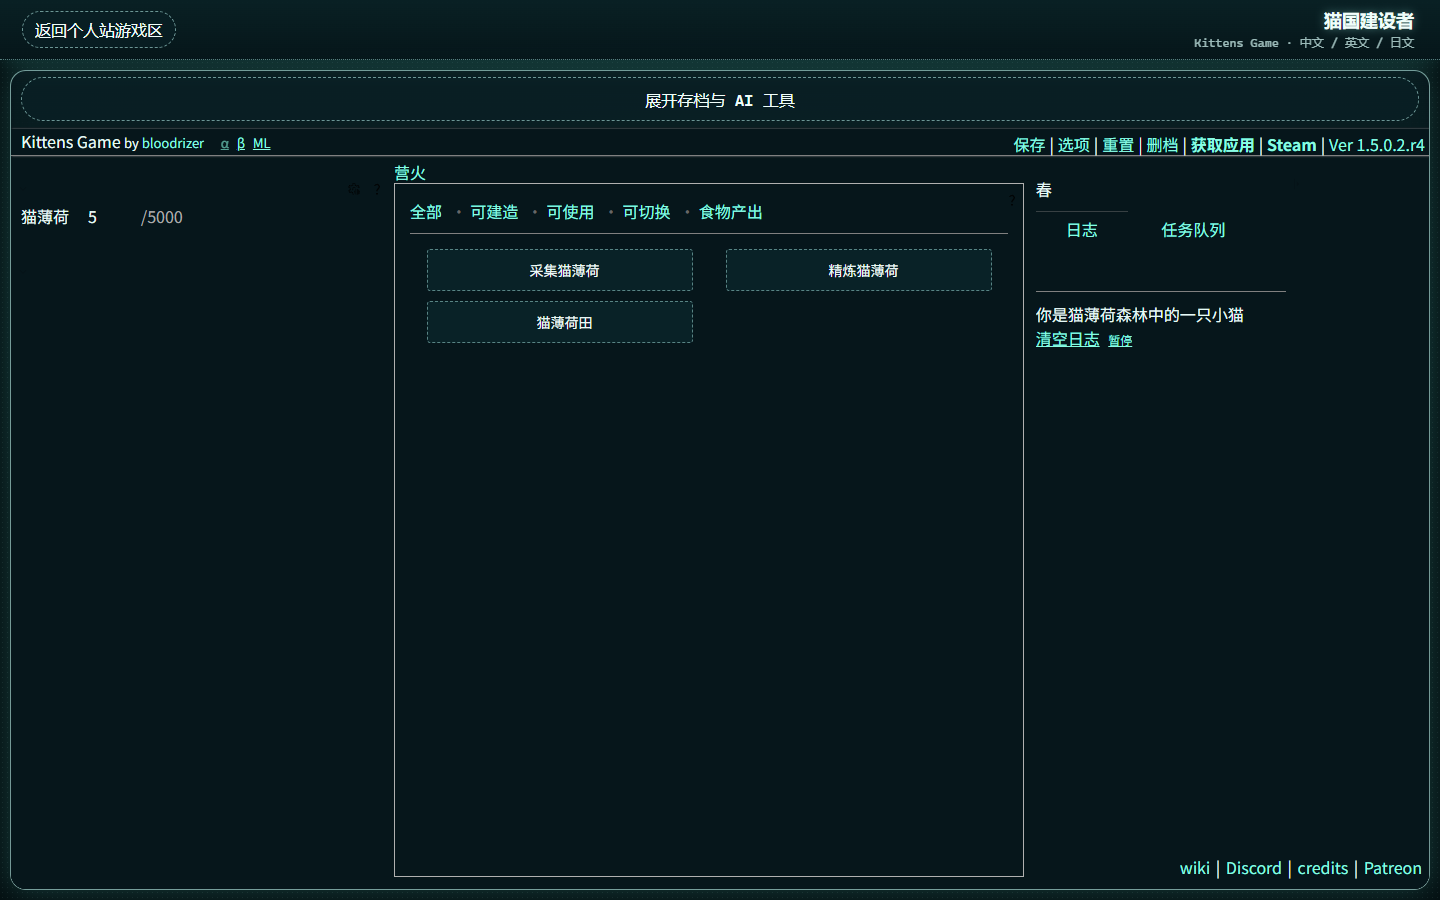 返回个人站游戏区
猫国建设者
Kittens Game · 中文 / 英文 / 日文
展开存档与 AI 工具
Kittens Game by bloodrizer α β ML
保存 | 选项 | 重置 | 删档 | 获取应用 | Steam | Ver 1.5.0.2.r4
?
猫薄荷 5 /5000
营火
?
全部 • 可建造 • 可使用 • 可切换 • 食物产出
采集猫薄荷
精炼猫薄荷
猫薄荷田
春
日志 任务队列
你是猫薄荷森林中的一只小猫
清空日志 暂停
wiki | Discord | credits | Patreon